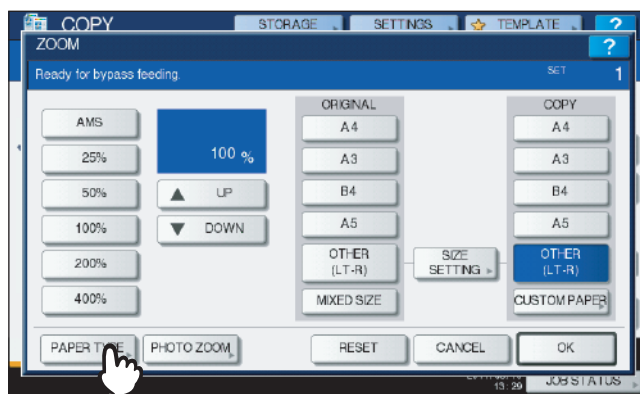 COPY
STORAGE
SETTINGS
TEMPLATE
?
ZOOM
?
Ready for bypass feeding.
SET
1
ORIGINAL
COPY
AMS
A4
A4
25%
100 %
A3
A3
50%
UP
B4
B4
100%
DOWN
A5
A5
200%
OTHER
(LT-R)
SIZE
SETTING
OTHER
(LT-R)
400%
MIXED SIZE
CUSTOM PAPER
PAPER
PHOTO ZOOM
RESET
CANCEL
OK
13:29
JOB STATUS